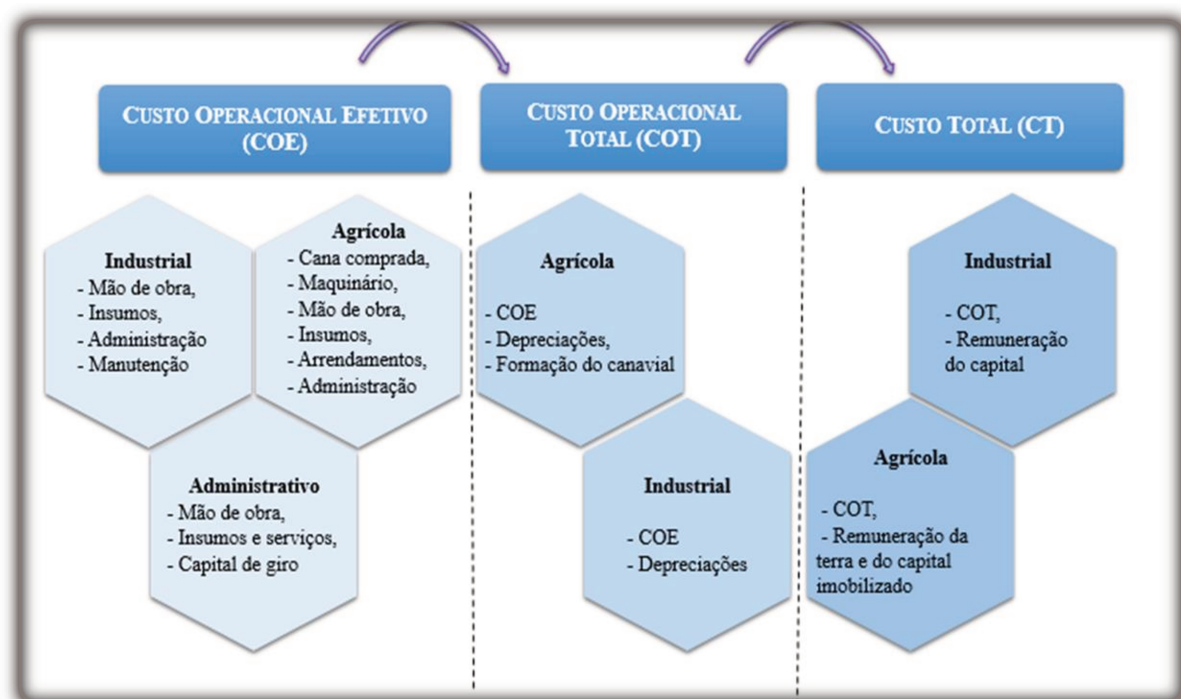 CUSTO OPERACIONAL EFETIVO
(COE)
CUSTO OPERACIONAL
TOTAL (COT)
CUSTO TOTAL (CT)
Industrial
- Mão de obra,
- Insumos,
- Administração
- Manutenção
Agrícola
- Cana comprada,
- Maquinário,
- Mão de obra,
- Insumos,
- Arrendamentos,
- Administração
Administrativo
- Mão de obra,
- Insumos e serviços,
- Capital de giro
Agrícola
- COE
- Depreciações,
- Formação do canavial
Industrial
- COE
- Depreciações
Industrial
- COT,
- Remuneração
do capital
Agrícola
- COT,
- Remuneração da
terra e do capital
imobilizado